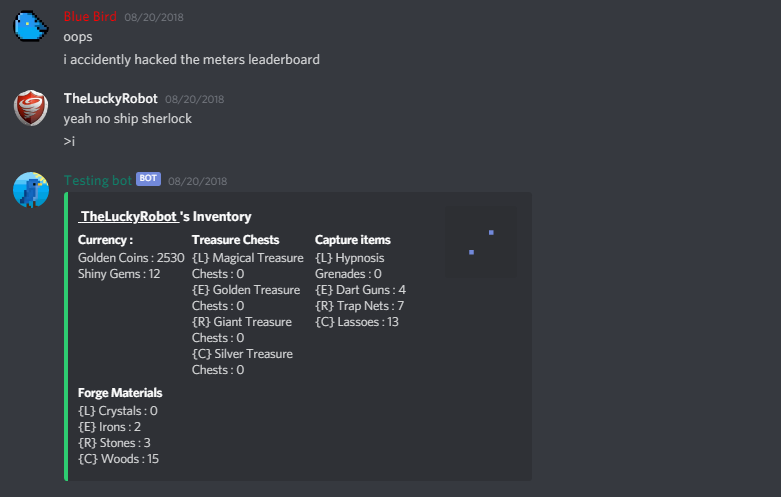 Blue Bird 08/20/2018
oops
i accidently hacked the meters leaderboard
TheLuckyRobot 08/20/2018
yeah no ship sherlock
>i
Testing bot BOT 08/20/2018
TheLuckyRobot 's Inventory
Currency :
Golden Coins : 2530
Shiny Gems : 12
Treasure Chests
{L} Magical Treasure
Chests : 0
{E} Golden Treasure
Chests : 0
{R} Giant Treasure
Chests : 0
{C} Silver Treasure
Chests : 0
Capture items
{L} Hypnosis
Grenades : 0
{E} Dart Guns : 4
{R} Trap Nets : 7
{C} Lassoes : 13
Forge Materials
{L} Crystals : 0
{E} Irons : 2
{R} Stones : 3
{C} Woods : 15